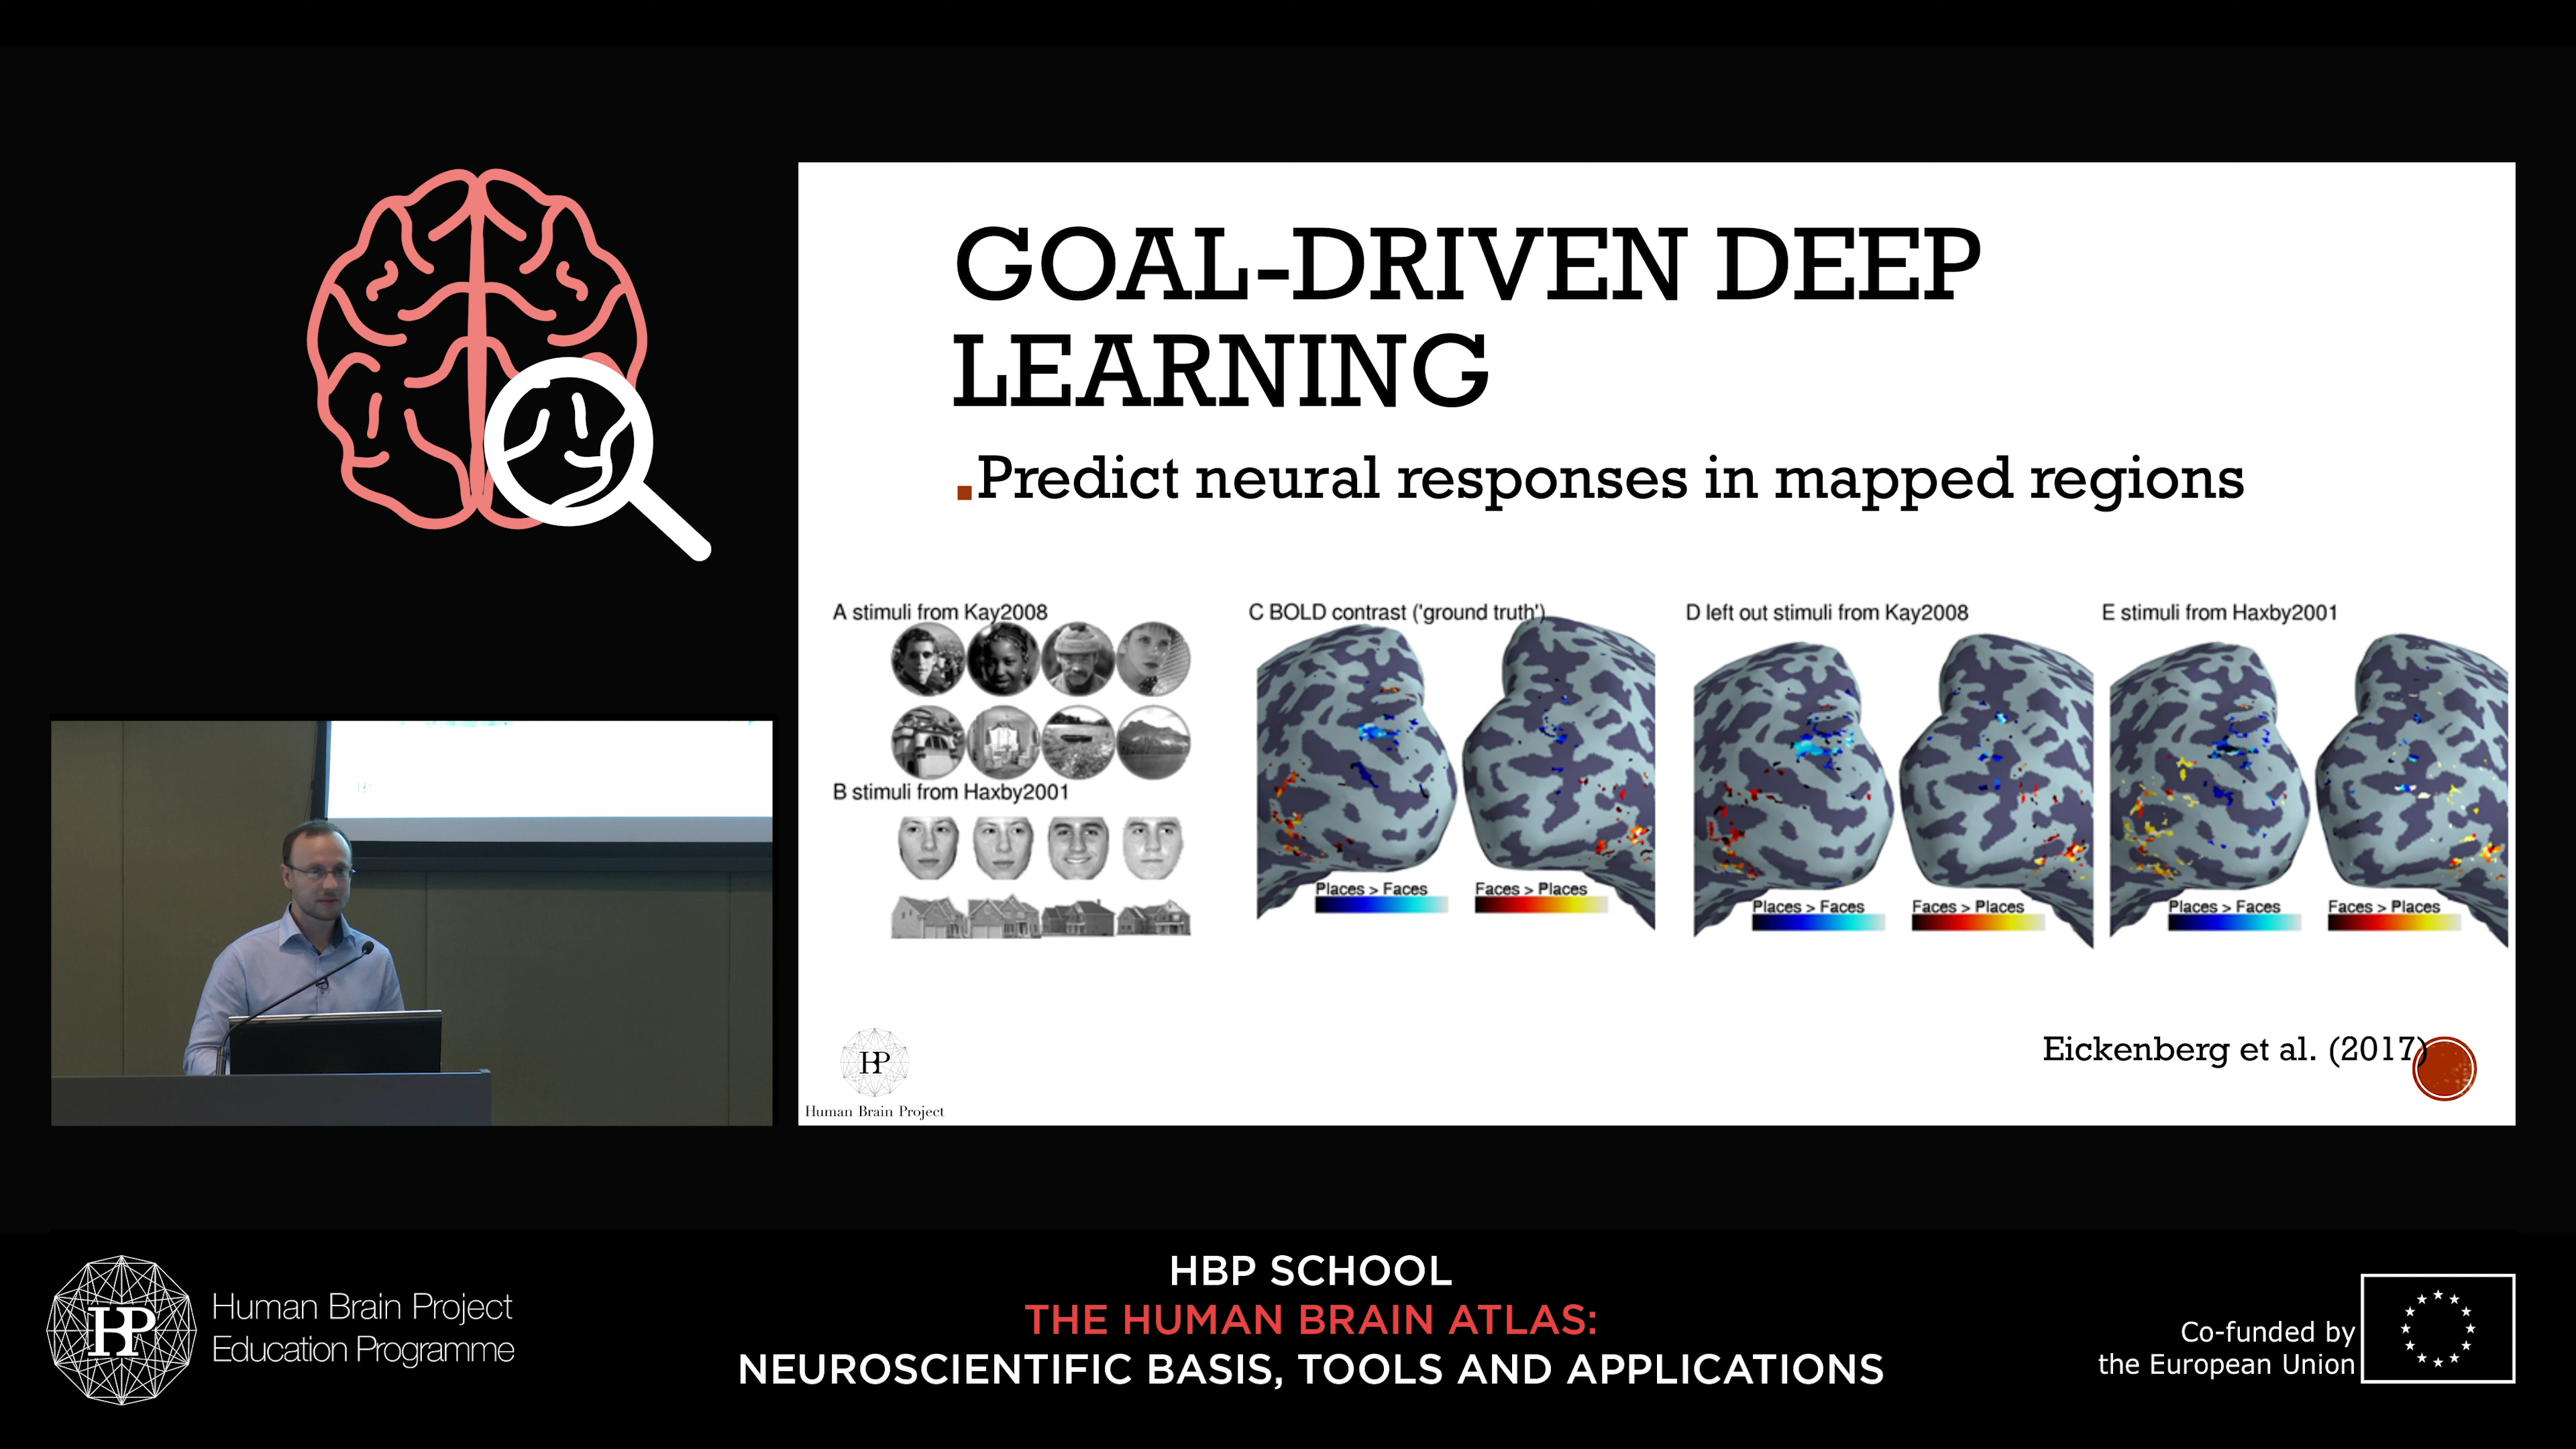 GOAL-DRIVEN DEEP
LEARNING
Predict neural responses in mapped regions
A stimuli from Kay2008
B stimuli from Haxby2001
C BOLD contrast ('ground truth')
Places > Faces
Faces > Places
D left out stimuli from Kay2008
Places > Faces
Faces > Places
E stimuli from Haxby2001
Places > Faces
Faces > Places
Eickenberg et al. (2017)
HBP
Human Brain Project
HBP
Human Brain Project
Education Programme
HBP SCHOOL
THE HUMAN BRAIN ATLAS:
NEUROSCIENTIFIC BASIS, TOOLS AND APPLICATIONS
Co-funded by
the European Union